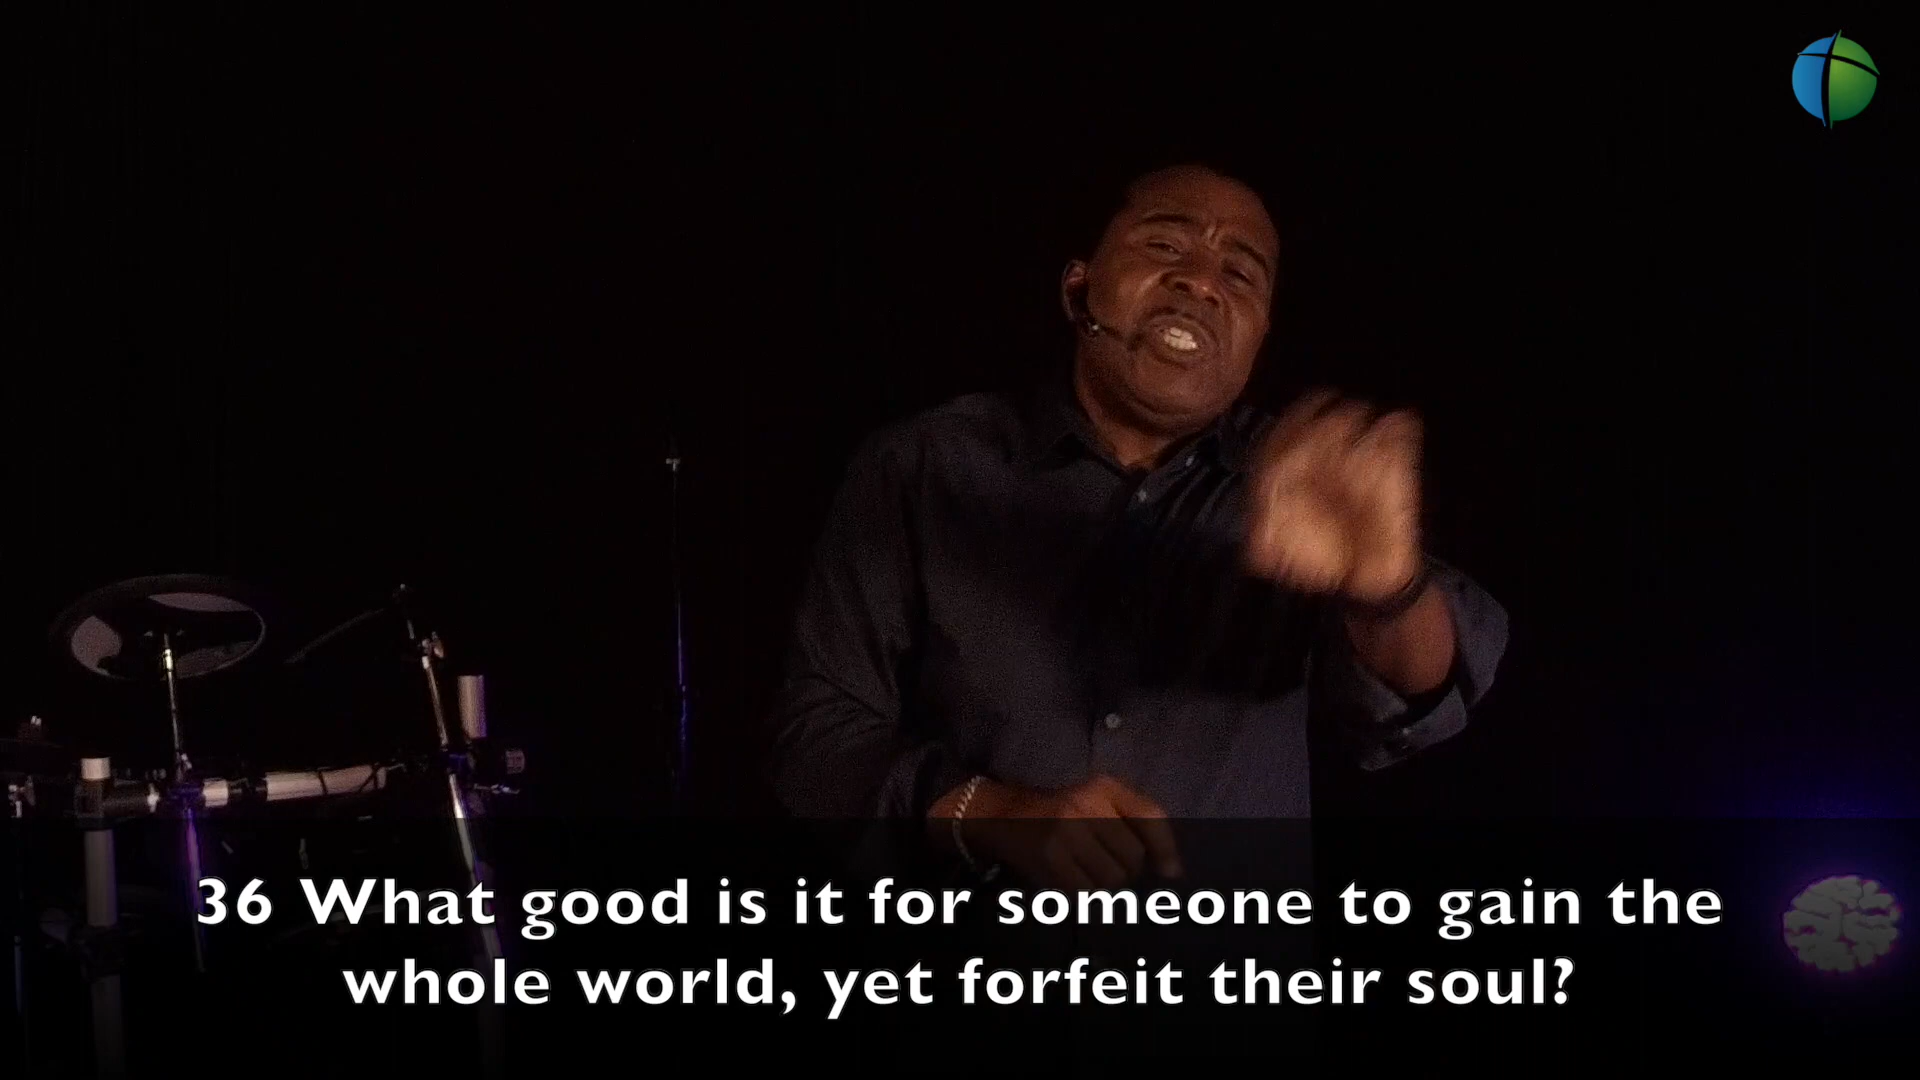 36 What good is it for someone to gain the
whole world, yet forfeit their soul?